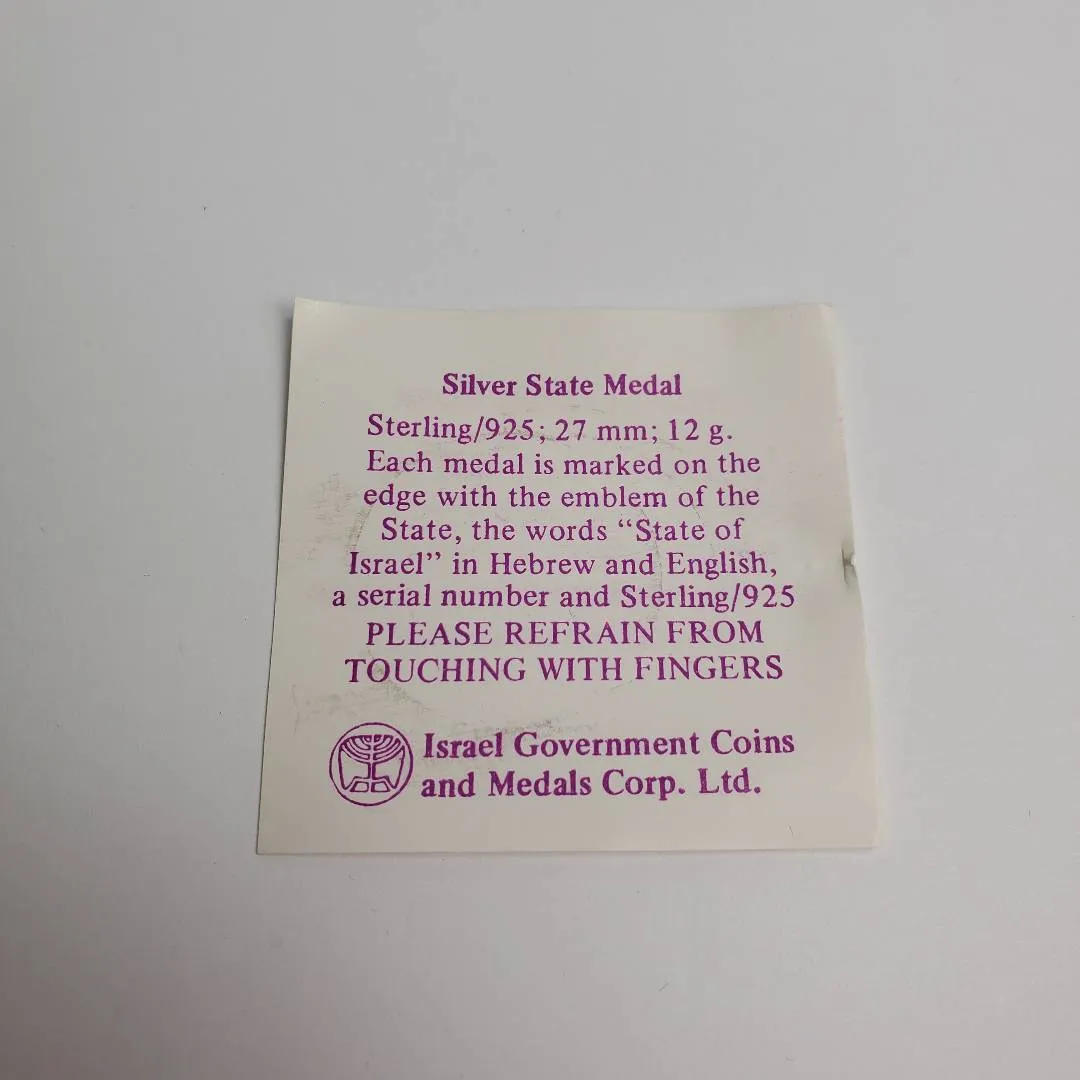 Silver State Medal
Sterling/925; 27 mm; 12 g.
Each medal is marked on the
edge with the emblem of the
State, the words “State of
Israel” in Hebrew and English,
a serial number and Sterling/925
PLEASE REFRAIN FROM
TOUCHING WITH FINGERS
Israel Government Coins
and Medals Corp. Ltd.